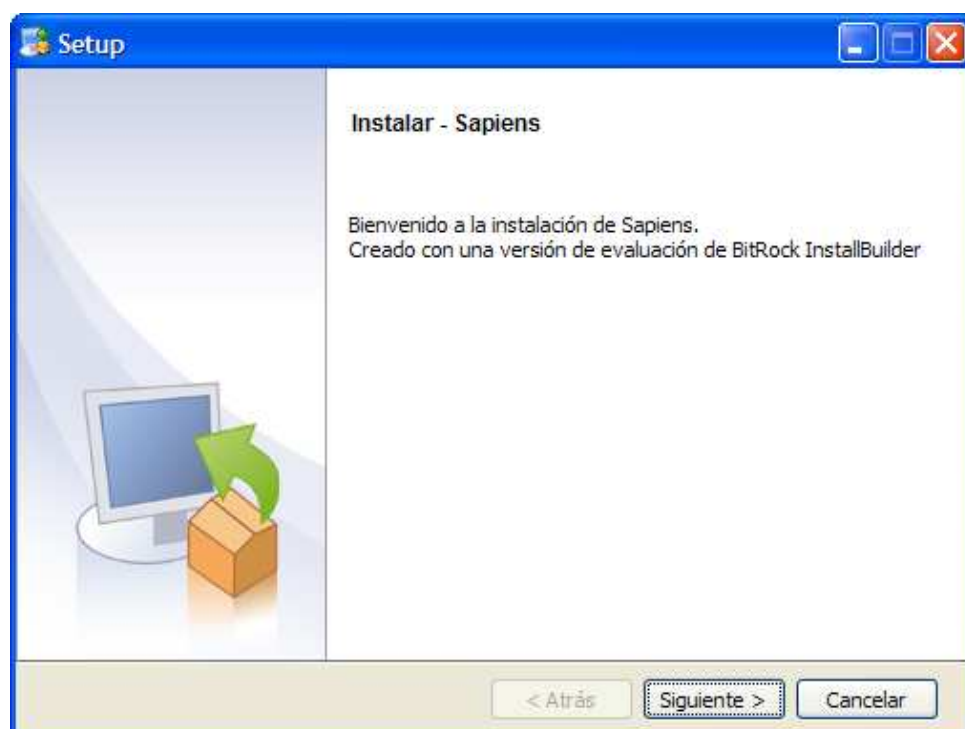 Setup
Instalar - Sapiens
Bienvenido a la instalación de Sapiens.
Creado con una versión de evaluación de BitRock InstallBuilder
< Atrás
Siguiente >
Cancelar